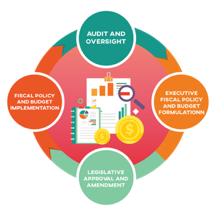 AUDIT AND
OVERSIGHT
FISCAL POLICY
AND BUDGET
IMPLEMENTATION
EXECUTIVE
FISCAL POLICY
AND BUDGET
FORMULATIONN
LEGISLATIVE
APPROVAL AND
AMENDMENT